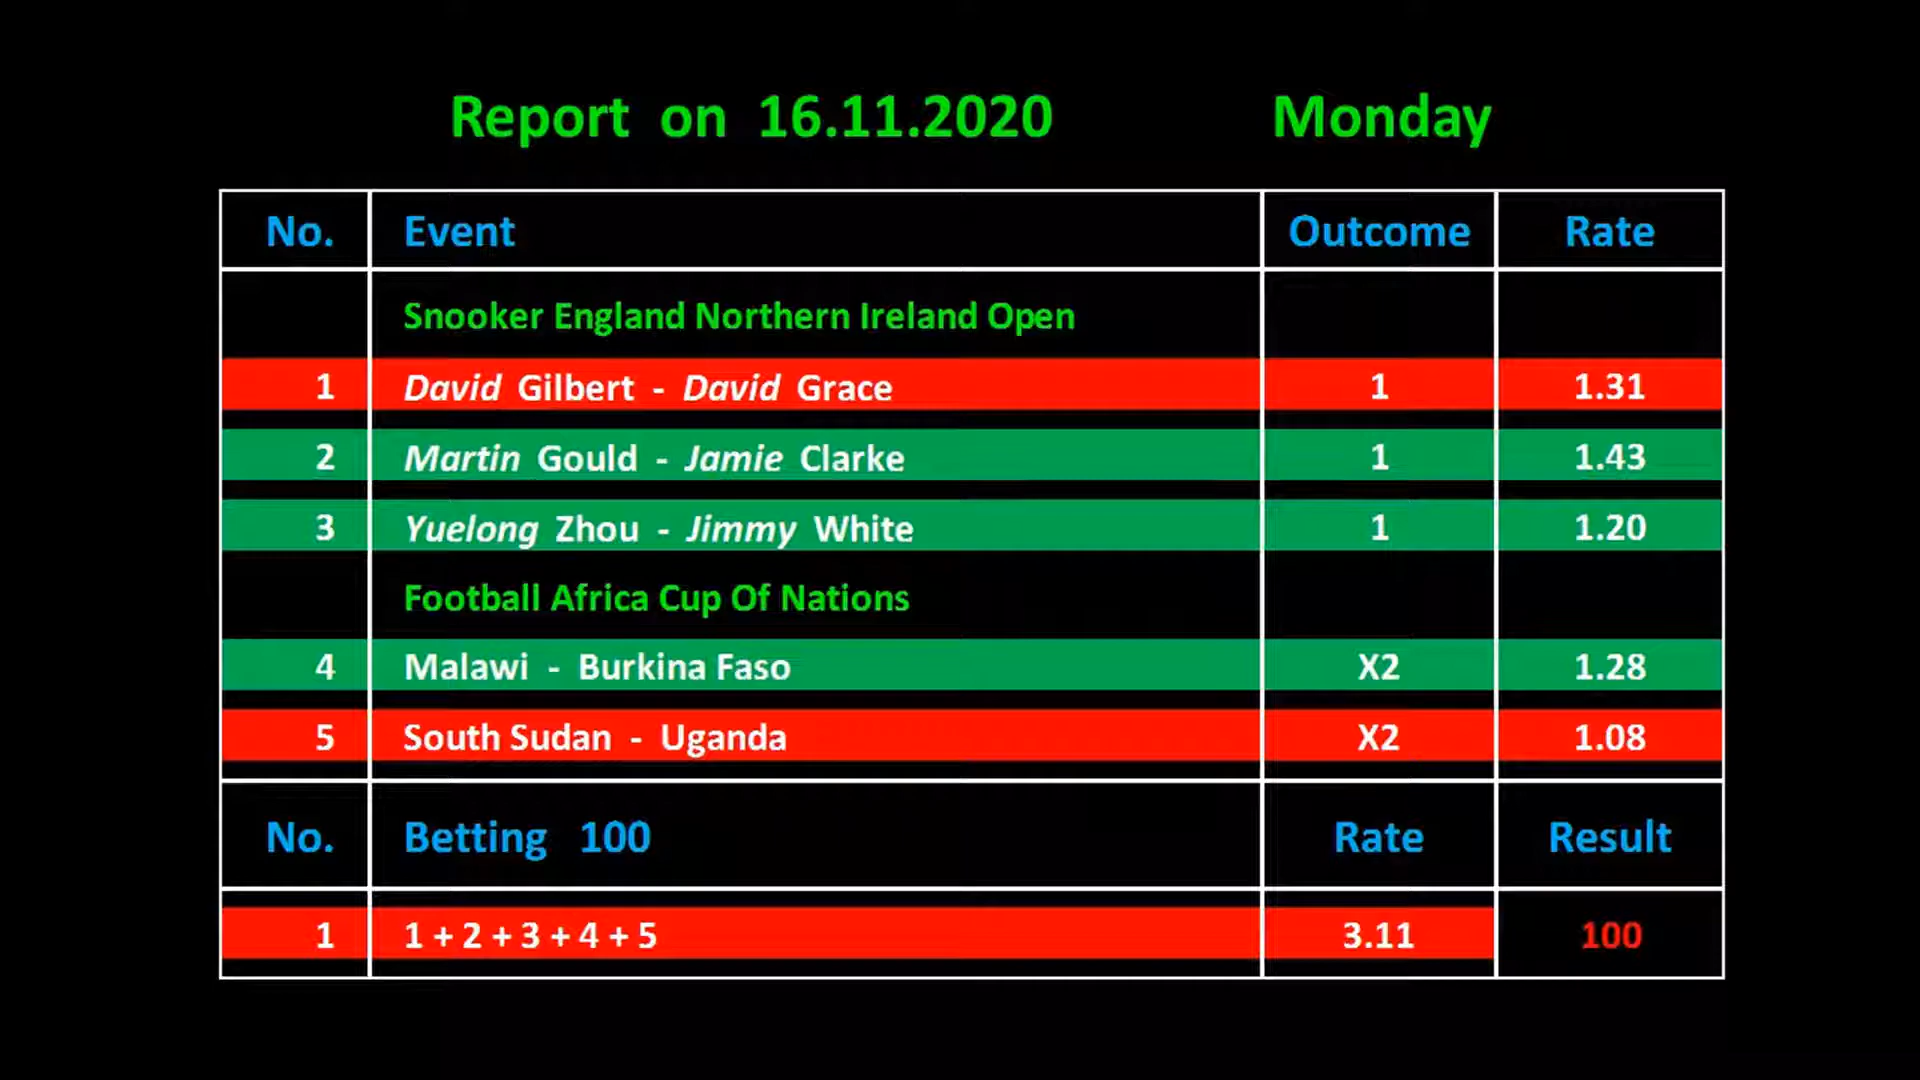 Report on 16.11.2020 Monday
No. Event Outcome Rate
Snooker England Northern Ireland Open
1 David Gilbert - David Grace 1 1.31
2 Martin Gould - Jamie Clarke 1 1.43
3 Yuelong Zhou - Jimmy White 1 1.20
Football Africa Cup Of Nations
4 Malawi - Burkina Faso X2 1.28
5 South Sudan - Uganda X2 1.08
No. Betting 100 Rate Result
1 1 + 2 + 3 + 4 + 5 3.11 100